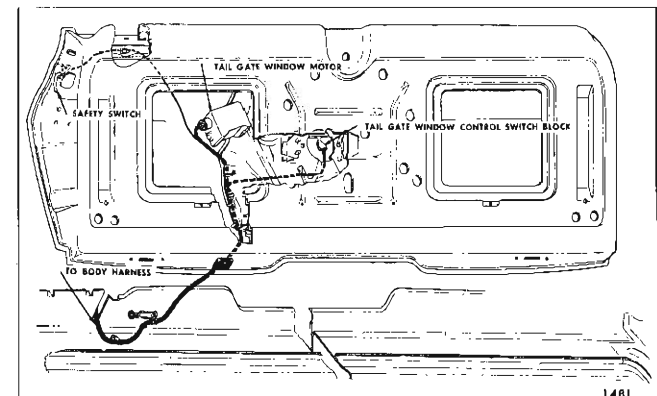 TAIL GATE WINDOW MOTOR
SAFETY SWITCH
TAIL GATE WINDOW CONTROL SWITCH BLOCK
TO BODY HARNESS
1481